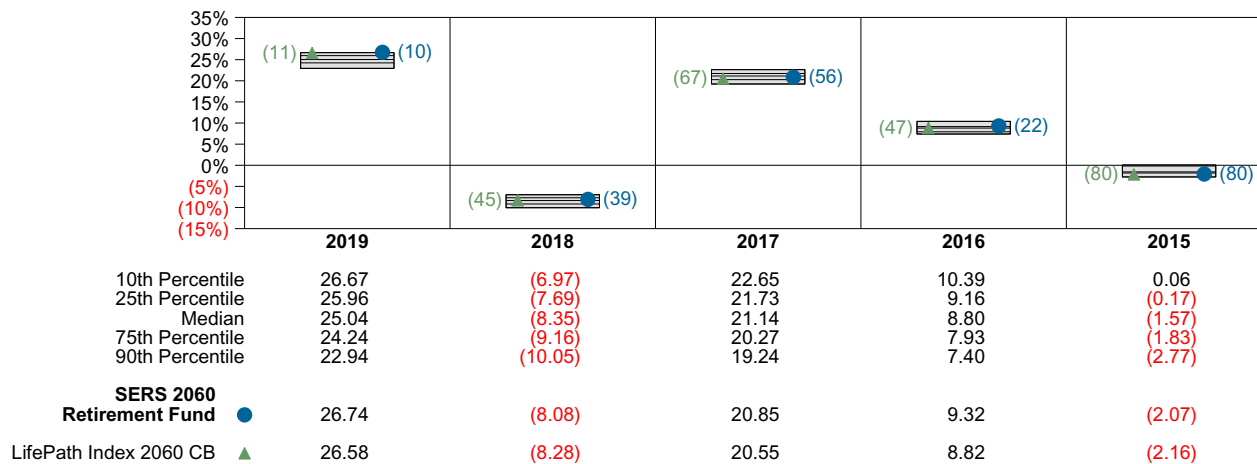 35%
30%
25%
20%
15%
10%
5%
0%
(5%)
(10%)
(15%)
(11) (10)
(45) (39)
(67) (56)
(47) (22)
(80) (80)
2019 2018 2017 2016 2015
10th Percentile 26.67 (6.97) 22.65 10.39 0.06
25th Percentile 25.96 (7.69) 21.73 9.16 (0.17)
Median 25.04 (8.35) 21.14 8.80 (1.57)
75th Percentile 24.24 (9.16) 20.27 7.93 (1.83)
90th Percentile 22.94 (10.05) 19.24 7.40 (2.77)
SERS 2060
Retirement Fund 26.74 (8.08) 20.85 9.32 (2.07)
LifePath Index 2060 CB 26.58 (8.28) 20.55 8.82 (2.16)